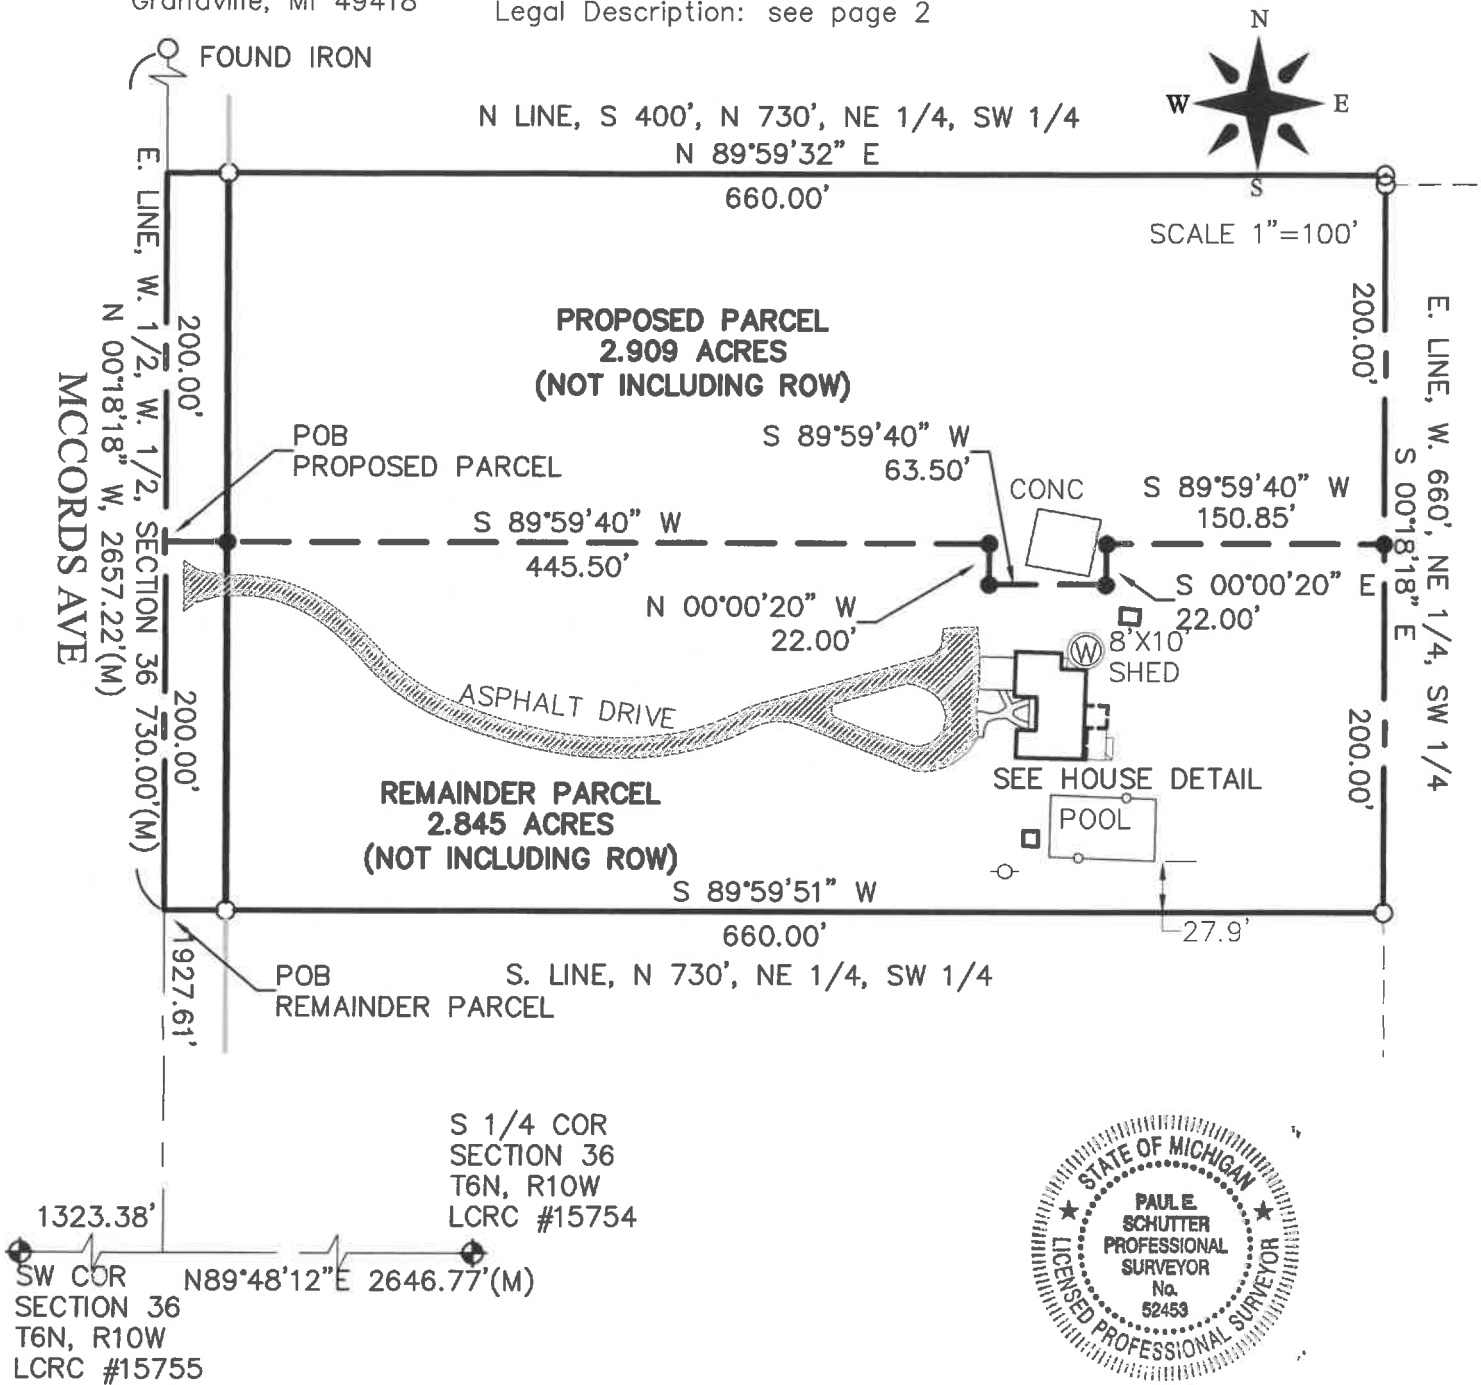 Grandville, MI 49418
Legal Description: see page 2
FOUND IRON
N
W
E
S
N LINE, S 400', N 730', NE 1/4, SW 1/4
N 89°59'32" E
660.00'
SCALE 1"=100'
E. LINE, W. 1/2, W. 1/2, SECTION 36
N 00°18'18" W, 2657.22'(M)
730.00'(M)
MCCORDS AVE
200.00'
200.00'
PROPOSED PARCEL
2.909 ACRES
(NOT INCLUDING ROW)
POB
PROPOSED PARCEL
S 89°59'40" W
63.50'
CONC
S 89°59'40" W
150.85'
S 89°59'40" W
445.50'
N 00°00'20" W
22.00'
S 00°00'20" E
22.00'
200.00'
E. LINE, W. 660', NE 1/4, SW 1/4
S 00°18'18" E
200.00'
W
8'X10'
SHED
ASPHALT DRIVE
SEE HOUSE DETAIL
POOL
REMAINDER PARCEL
2.845 ACRES
(NOT INCLUDING ROW)
S 89°59'51" W
660.00'
27.9'
S. LINE, N 730', NE 1/4, SW 1/4
POB
REMAINDER PARCEL
1927.61'
S 1/4 COR
SECTION 36
T6N, R10W
LCRC #15754
1323.38'
N89°48'12"E 2646.77'(M)
SW COR
SECTION 36
T6N, R10W
LCRC #15755
STATE OF MICHIGAN
PAUL E.
SCHUTTER
PROFESSIONAL
SURVEYOR
No.
52453
LICENSED PROFESSIONAL SURVEYOR